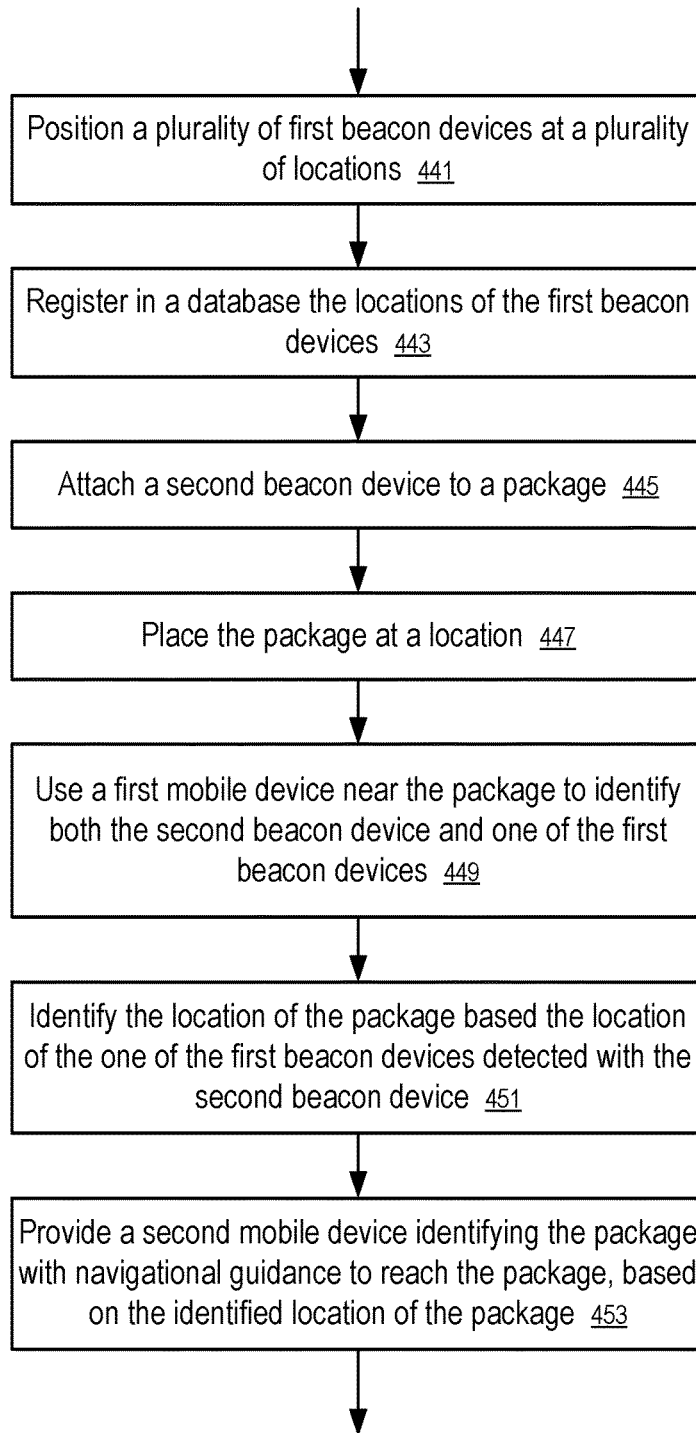 Position a plurality of first beacon devices at a plurality
of locations 441
Register in a database the locations of the first beacon
devices 443
Attach a second beacon device to a package 445
Place the package at a location 447
Use a first mobile device near the package to identify
both the second beacon device and one of the first
beacon devices 449
Identify the location of the package based the location
of the one of the first beacon devices detected with the
second beacon device 451
Provide a second mobile device identifying the package
with navigational guidance to reach the package, based
on the identified location of the package 453